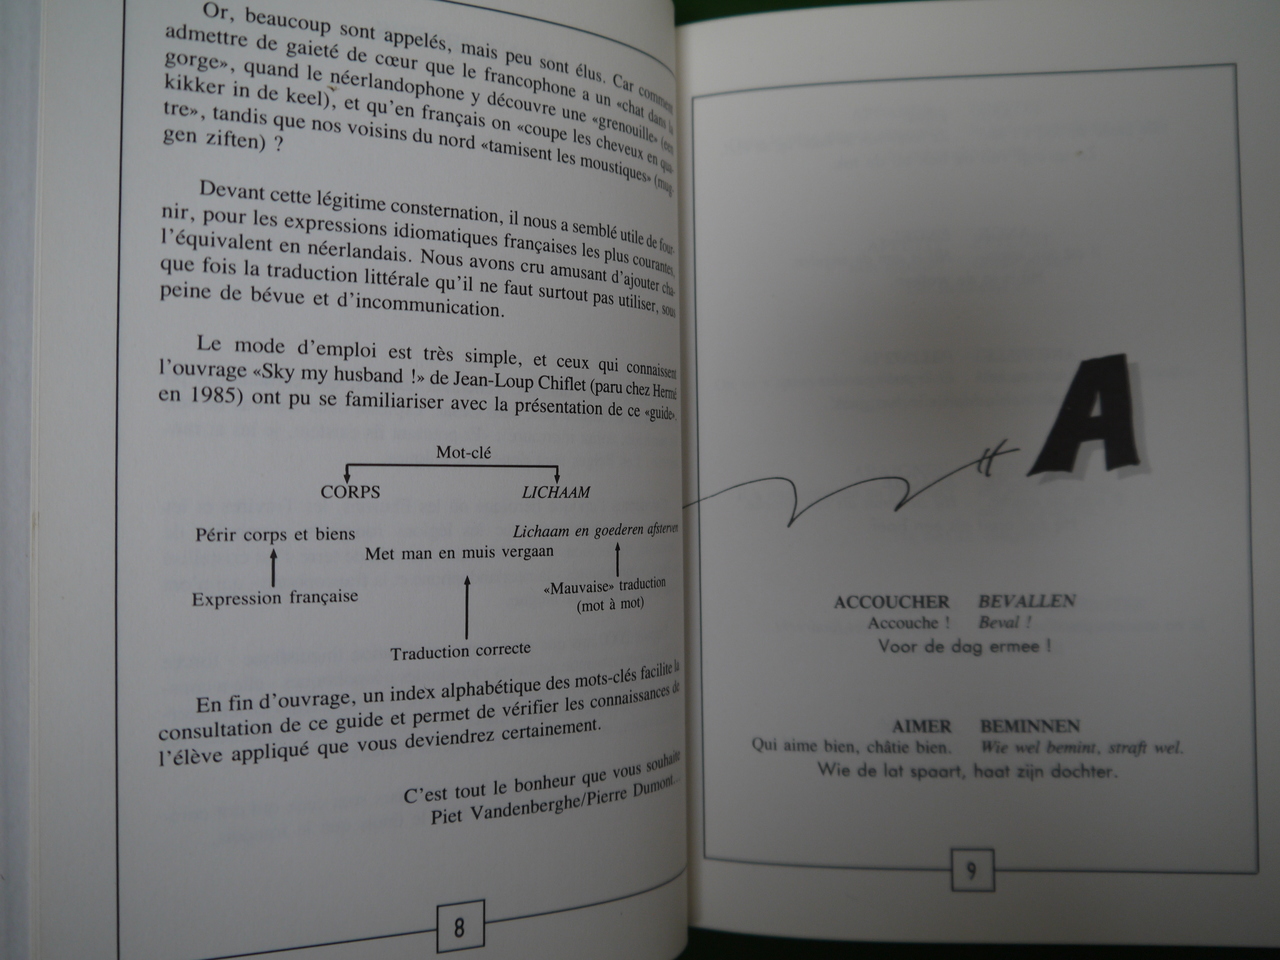 Or, beaucoup sont appelés, mais peu sont élus. Car comment
admettre de gaieté de cœur que le francophone a un «chat dans la
gorge», quand le néerlandophone y découvre une «grenouille» (een
kikker in de keel), et qu'en français on «coupe les cheveux en qua-
tre», tandis que nos voisins du nord «tamisent les moustiques» (mug-
gen ziften) ?
Devant cette légitime consternation, il nous a semblé utile de four-
nir, pour les expressions idiomatiques françaises les plus courantes,
l'équivalent en néerlandais. Nous avons cru amusant d'ajouter cha-
que fois la traduction littérale qu'il ne faut surtout pas utiliser, sous
peine de bévue et d'incommunication.
Le mode d'emploi est très simple, et ceux qui connaissent
l'ouvrage «Sky my husband !» de Jean-Loup Chiflet (paru chez Hermé
en 1985) ont pu se familiariser avec la présentation de ce «guide».
Mot-clé
CORPS LICHAAM
Périr corps et biens Lichaam en goederen afsterven
Met man en muis vergaan
Expression française «Mauvaise» traduction
(mot à mot)
Traduction correcte
En fin d'ouvrage, un index alphabétique des mots-clés facilite la
consultation de ce guide et permet de vérifier les connaissances de
l'élève appliqué que vous deviendrez certainement.
C'est tout le bonheur que vous souhaite
Piet Vandenberghe/Pierre Dumont...
8
A
ACCOUCHER BEVALLEN
Accouche ! Beval !
Voor de dag ermee !
AIMER BEMINNEN
Qui aime bien, châtie bien. Wie wel bemint, straft wel.
Wie de lat spaart, haat zijn dochter.
9